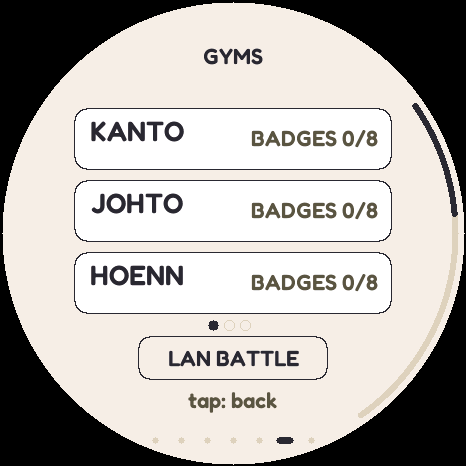 GYMS
KANTO BADGES 0/8
JOHTO BADGES 0/8
HOENN BADGES 0/8
LAN BATTLE
tap: back